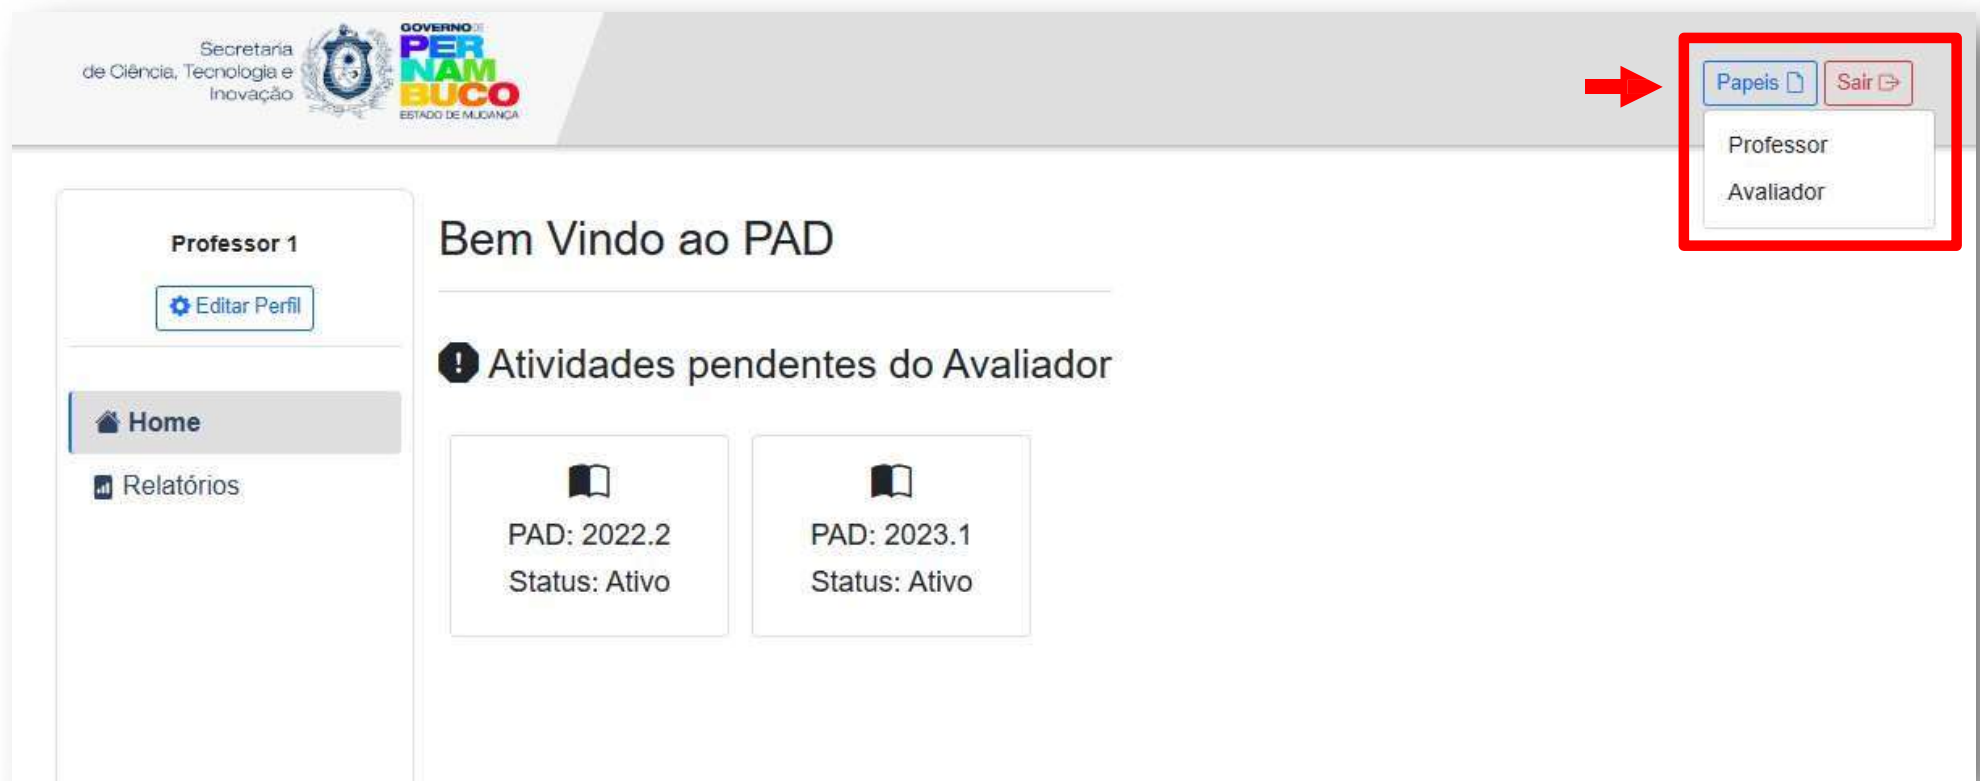 Secretaria
de Ciência, Tecnologia e
Inovação
GOVERNO DE
PER
NAM
BUCO
ESTADO DE MUDANÇA
Papeis
Sair
Professor
Avaliador
Professor 1
Editar Perfil
Home
Relatórios
Bem Vindo ao PAD
Atividades pendentes do Avaliador
PAD: 2022.2
Status: Ativo
PAD: 2023.1
Status: Ativo